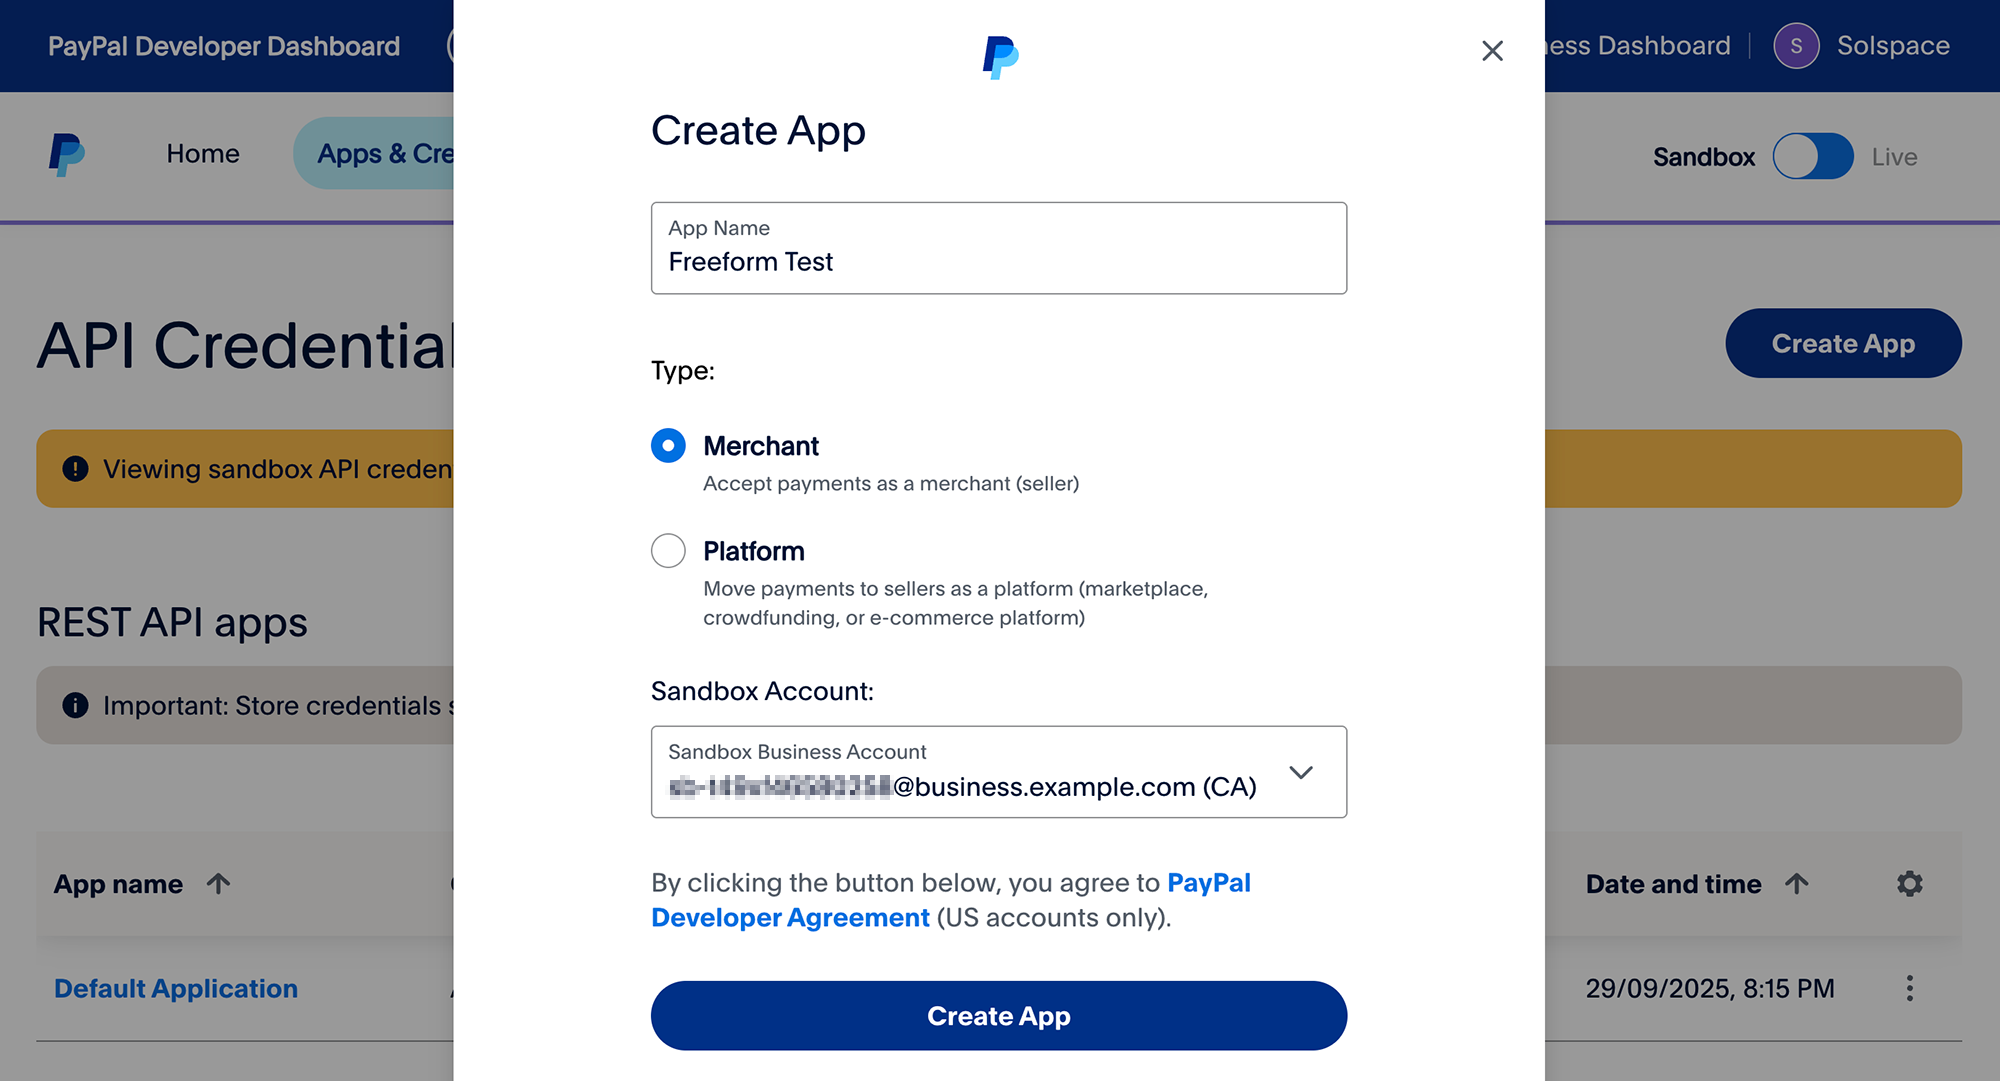 PayPal Developer Dashboard
ness Dashboard
S
Solspace
Home
Apps & Cre
Sandbox
Live
API Credential
Create App
Viewing sandbox API creden
REST API apps
Important: Store credentials s
App name
Date and time
Default Application
29/09/2025, 8:15 PM
Create App
App Name
Freeform Test
Type:
Merchant
Accept payments as a merchant (seller)
Platform
Move payments to sellers as a platform (marketplace,
crowdfunding, or e-commerce platform)
Sandbox Account:
Sandbox Business Account
@business.example.com (CA)
By clicking the button below, you agree to PayPal
Developer Agreement (US accounts only).
Create App